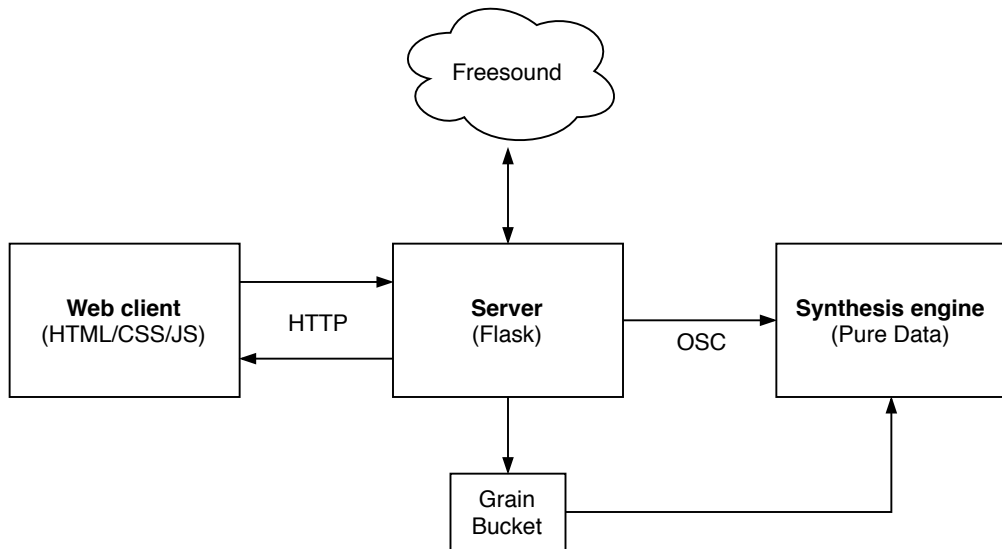 Freesound
Web client
(HTML/CSS/JS)
HTTP
Server
(Flask)
OSC
Synthesis engine
(Pure Data)
Grain
Bucket